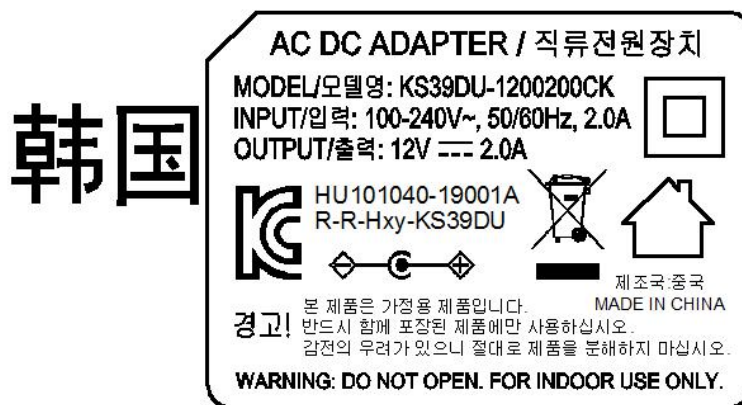 韩国
AC DC ADAPTER / 직류전원장치
MODEL/모델명: KS39DU-1200200CK
INPUT/입력: 100-240V~, 50/60Hz, 2.0A
OUTPUT/출력: 12V ⎓ 2.0A
HU101040-19001A
R-R-Hxy-KS39DU
제조국:중국
MADE IN CHINA
경고!
본 제품은 가정용 제품입니다.
반드시 함께 포장된 제품에만 사용하십시오.
감전의 우려가 있으니 절대로 제품을 분해하지 마십시오.
WARNING: DO NOT OPEN. FOR INDOOR USE ONLY.